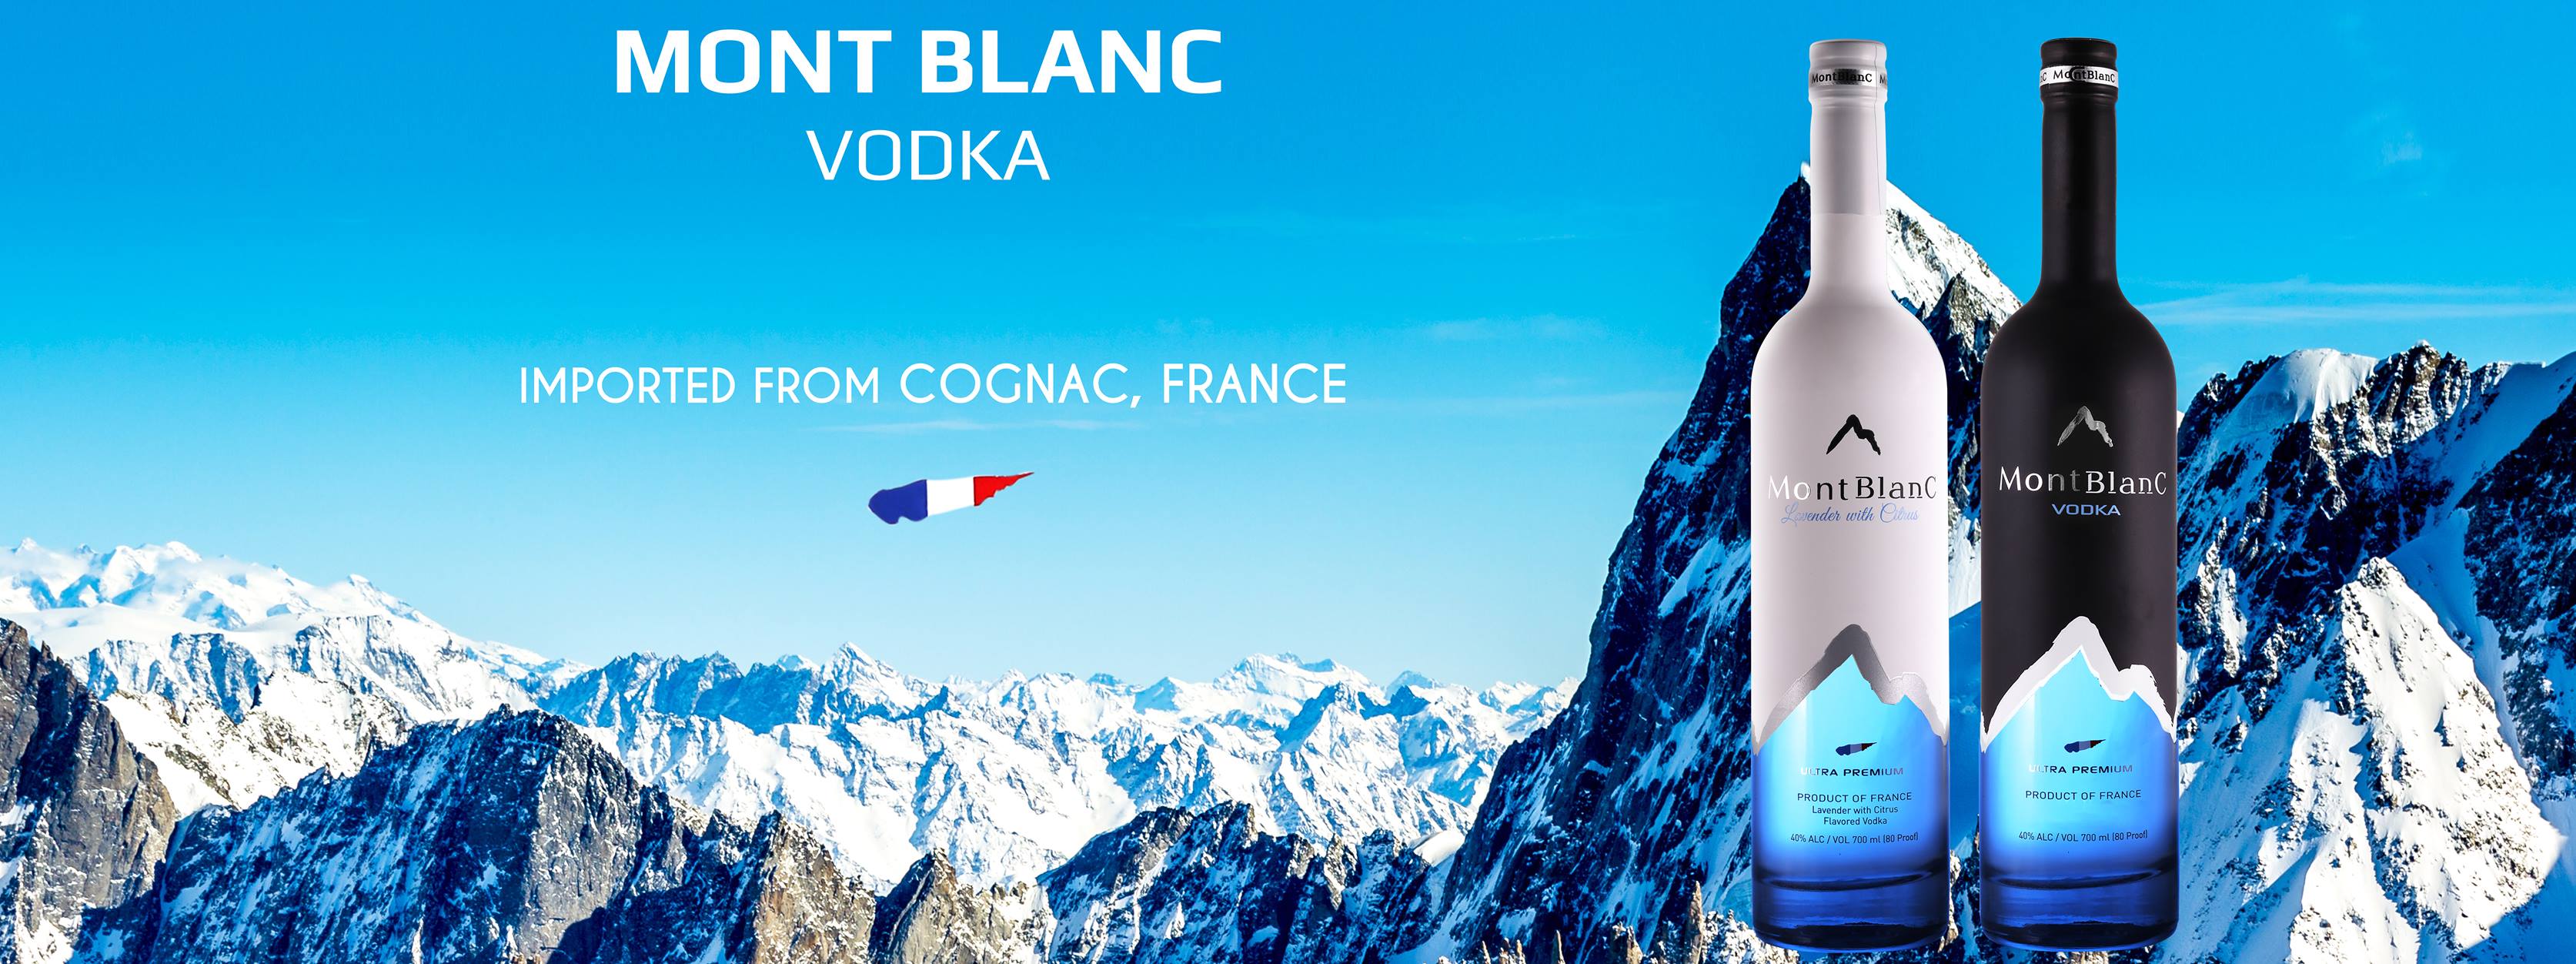 MONT BLANC
VODKA
IMPORTED FROM COGNAC, FRANCE
MontBlanC
MontBlanC
Lavender with Citrus
ULTRA PREMIUM
PRODUCT OF FRANCE
Lavender with Citrus
Flavored Vodka
40% ALC / VOL 700 ml (80 Proof)
MontBlanC
MontBlanC
VODKA
ULTRA PREMIUM
PRODUCT OF FRANCE
40% ALC / VOL 700 ml (80 Proof)